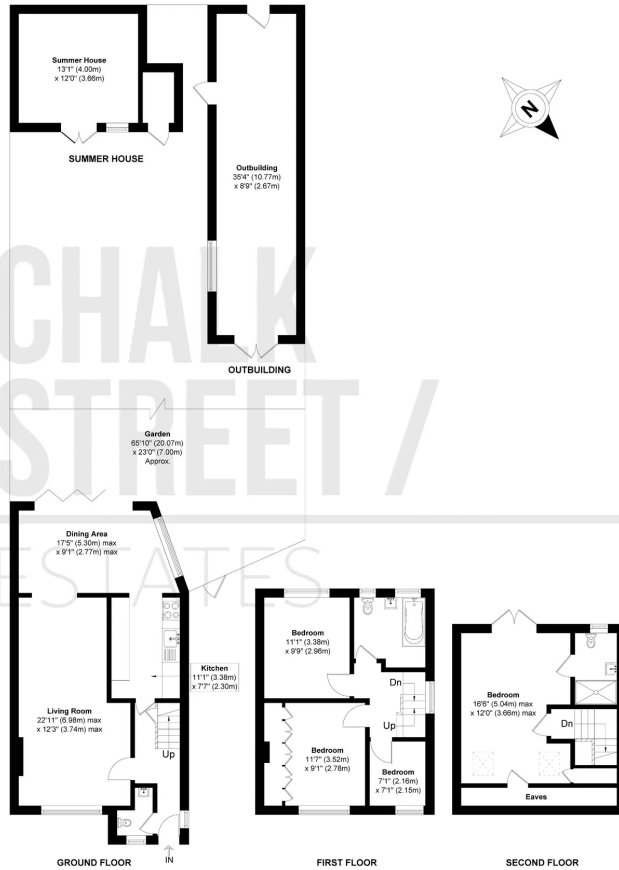 Summer House
13'1" (4.00m)
x 12'0" (3.66m)
SUMMER HOUSE
Outbuilding
35'4" (10.77m)
x 8'9" (2.67m)
OUTBUILDING
N
CHALK
STREET /
ESTATES
Garden
65'10" (20.07m)
x 23'0" (7.00m)
Approx.
Dining Area
17'5" (5.30m) max
x 9'1" (2.77m) max
Kitchen
11'1" (3.38m)
x 7'7" (2.30m)
Living Room
22'11" (6.98m) max
x 12'3" (3.74m) max
Up
IN
GROUND FLOOR
Bedroom
11'1" (3.38m)
x 9'9" (2.96m)
Dn
Up
Bedroom
11'7" (3.52m)
x 9'1" (2.78m)
Bedroom
7'1" (2.16m)
x 7'1" (2.15m)
FIRST FLOOR
Bedroom
16'6" (5.04m) max
x 12'0" (3.66m) max
Dn
Eaves
SECOND FLOOR